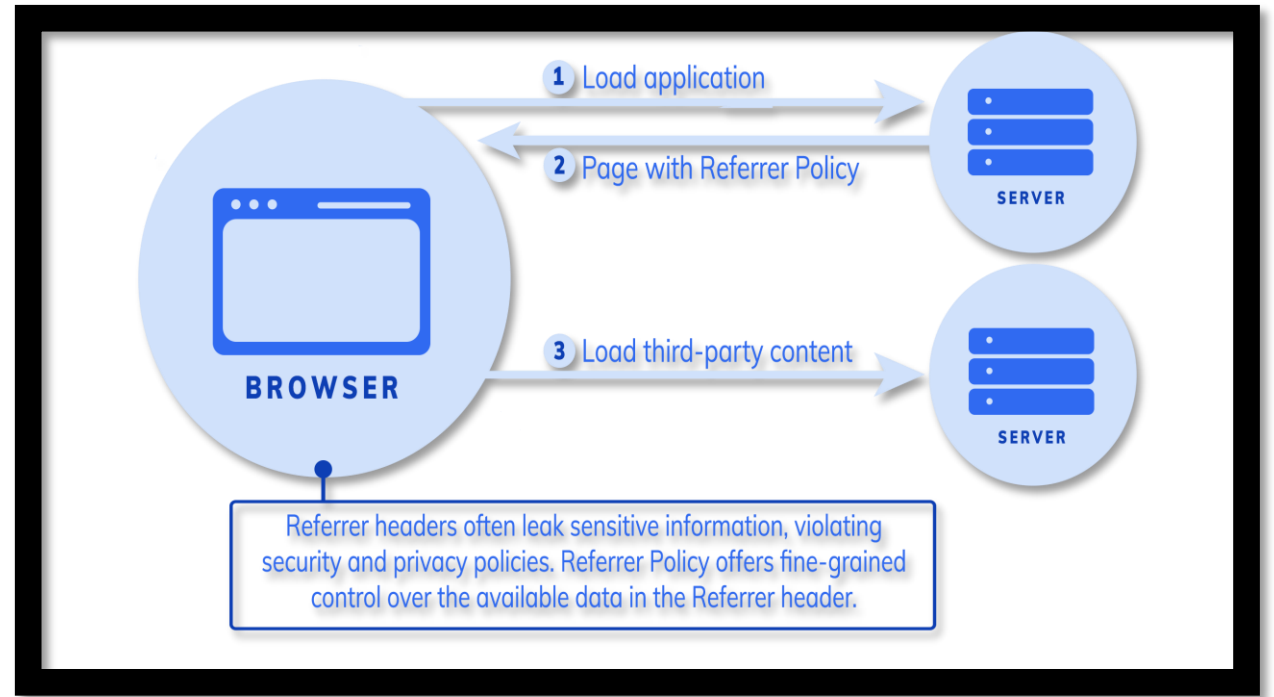 1 Load application
2 Page with Referrer Policy
SERVER
3 Load third-party content
BROWSER
SERVER
Referrer headers often leak sensitive information, violating
security and privacy policies. Referrer Policy offers fine-grained
control over the available data in the Referrer header.